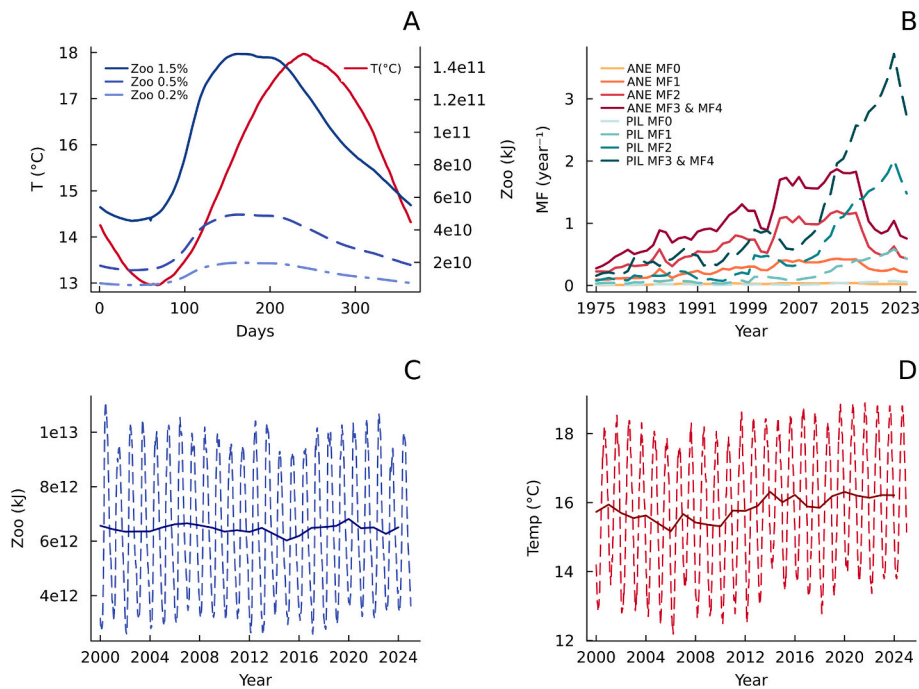 A
18
17
16
15
14
13
T (°C)
Zoo 1.5%
Zoo 0.5%
Zoo 0.2%
T(°C)
1.4e11
1.2e11
1e11
8e10
6e10
4e10
2e10
Zoo (kJ)
0
100
200
300
Days
B
3
2
1
0
MF (year⁻¹)
ANE MF0
ANE MF1
ANE MF2
ANE MF3 & MF4
PIL MF0
PIL MF1
PIL MF2
PIL MF3 & MF4
1975
1983
1991
1999
2007
2015
2023
Year
C
1e13
8e12
6e12
4e12
Zoo (kJ)
2000
2004
2008
2012
2016
2020
2024
Year
D
18
16
14
12
Temp (°C)
2000
2004
2008
2012
2016
2020
2024
Year